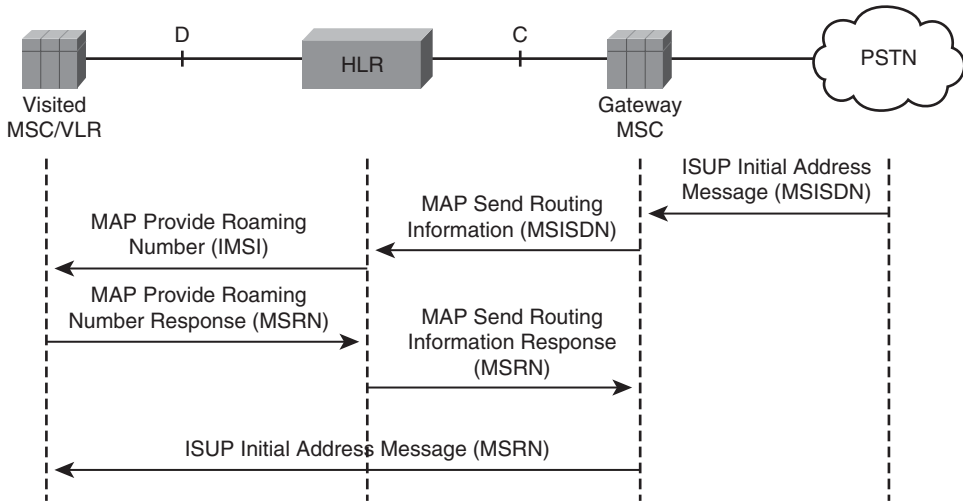 D
C
HLR
PSTN
Visited
MSC/VLR
Gateway
MSC
ISUP Initial Address
Message (MSISDN)
MAP Send Routing
Information (MSISDN)
MAP Provide Roaming
Number (IMSI)
MAP Provide Roaming
Number Response (MSRN)
MAP Send Routing
Information Response
(MSRN)
ISUP Initial Address Message (MSRN)